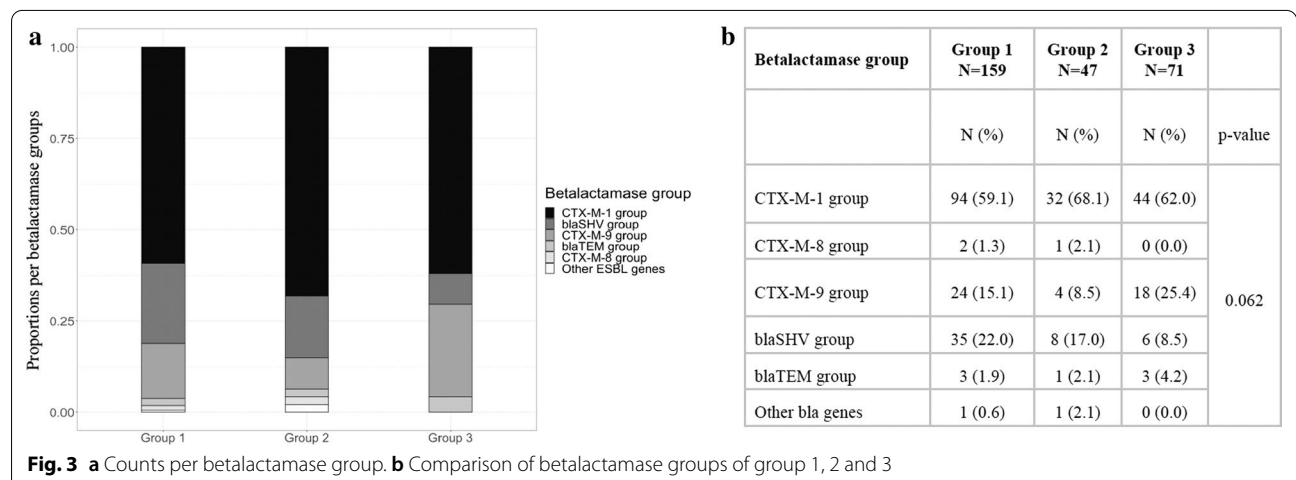 a
1.00
0.75
0.50
0.25
0.00
Proportions per betalactamase groups
Group 1 Group 2 Group 3
Betalactamase group
CTX-M-1 group
blaSHV group
CTX-M-9 group
blaTEM group
CTX-M-8 group
Other ESBL genes
b
Betalactamase group Group 1 N=159 Group 2 N=47 Group 3 N=71
N (%) N (%) N (%) p-value
CTX-M-1 group 94 (59.1) 32 (68.1) 44 (62.0)
CTX-M-8 group 2 (1.3) 1 (2.1) 0 (0.0)
CTX-M-9 group 24 (15.1) 4 (8.5) 18 (25.4)
0.062
blaSHV group 35 (22.0) 8 (17.0) 6 (8.5)
blaTEM group 3 (1.9) 1 (2.1) 3 (4.2)
Other bla genes 1 (0.6) 1 (2.1) 0 (0.0)
Fig. 3 a Counts per betalactamase group. b Comparison of betalactamase groups of group 1, 2 and 3